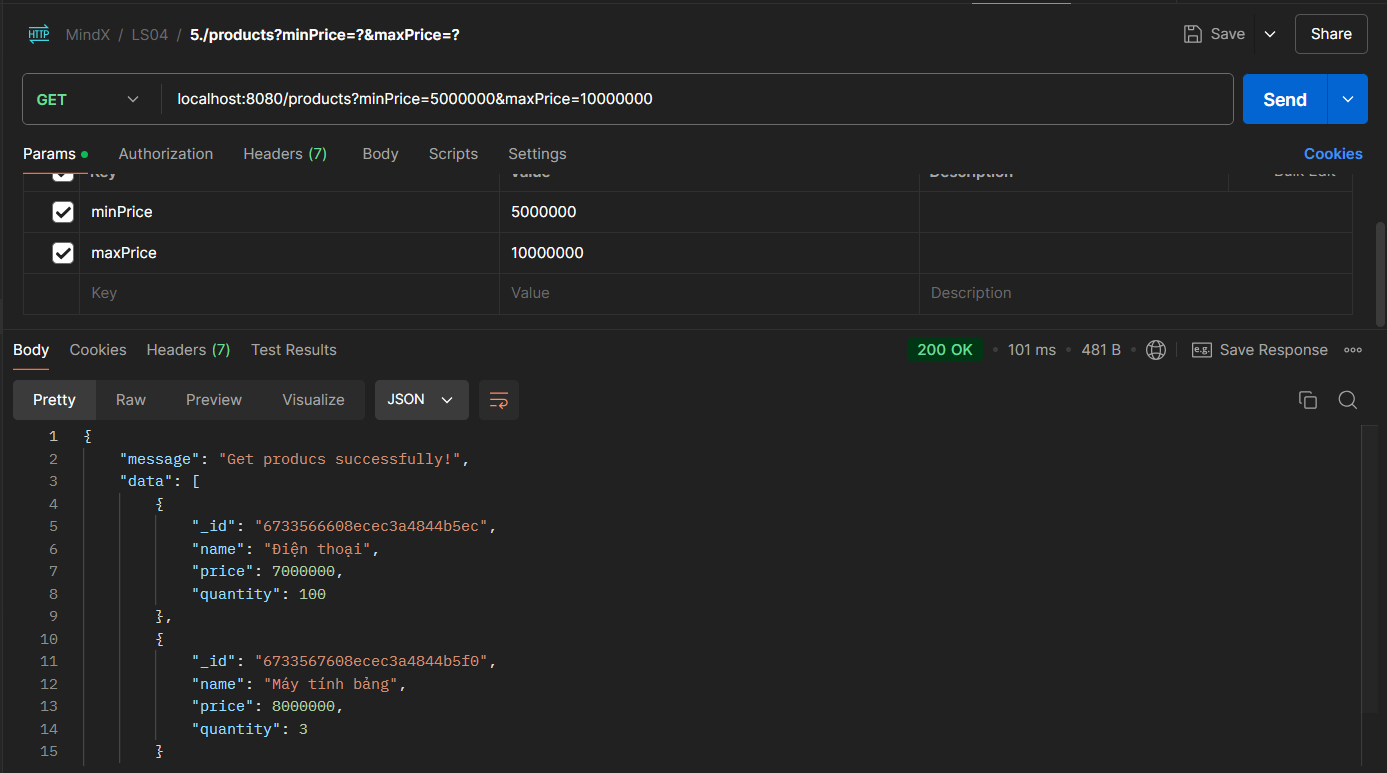 HTTP MindX / LS04 / 5./products?minPrice=?&maxPrice=? Save Share
GET localhost:8080/products?minPrice=5000000&maxPrice=10000000 Send
Params Authorization Headers (7) Body Scripts Settings Cookies
Key Value Description Bulk Edit
minPrice 5000000
maxPrice 10000000
Key Value Description
Body Cookies Headers (7) Test Results 200 OK 101 ms 481 B e.g. Save Response
Pretty Raw Preview Visualize JSON
1 {
2 "message": "Get producs successfully!",
3 "data": [
4 {
5 "_id": "6733566608ecec3a4844b5ec",
6 "name": "Điện thoại",
7 "price": 7000000,
8 "quantity": 100
9 },
10 {
11 "_id": "6733567608ecec3a4844b5f0",
12 "name": "Máy tính bảng",
13 "price": 8000000,
14 "quantity": 3
15 }